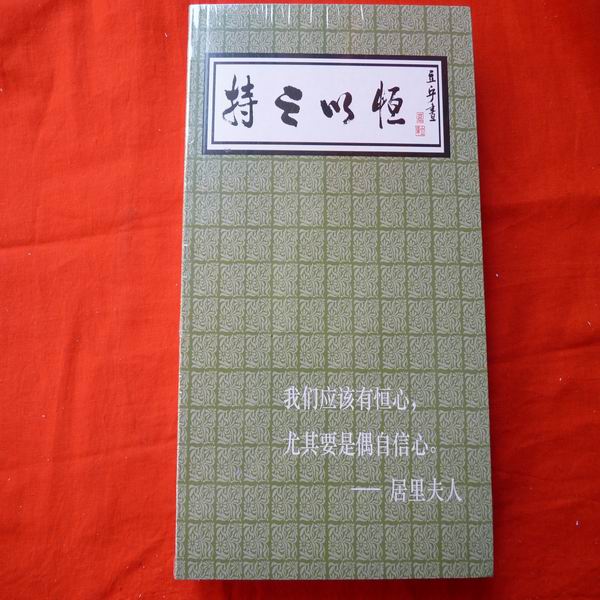 持之以恒
我们应该有恒心，
尤其要是偶自信心。
—— 居里夫人